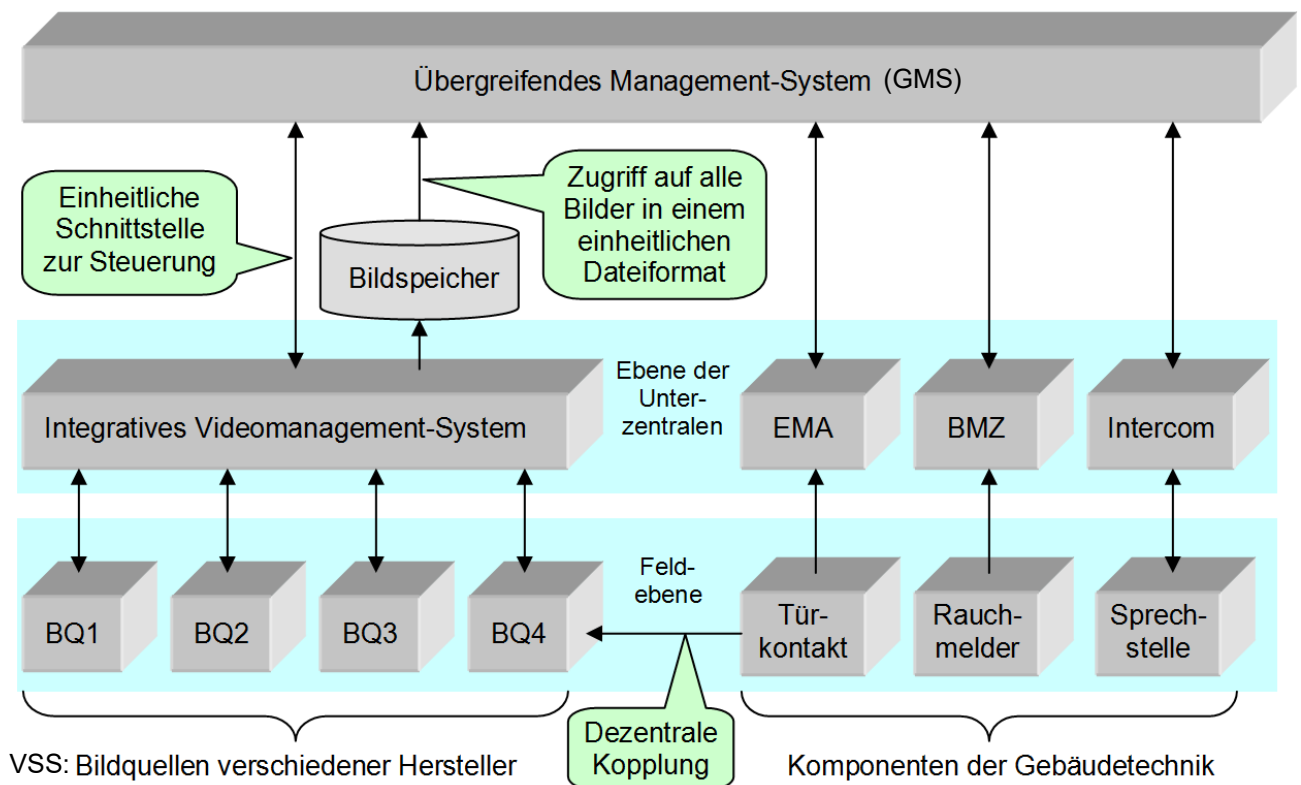 Übergreifendes Management-System (GMS)
Einheitliche
Schnittstelle
zur Steuerung
Zugriff auf alle
Bilder in einem
einheitlichen
Dateiformat
Bildspeicher
Integratives Videomanagement-System
Ebene der
Unter-
zentralen
EMA
BMZ
Intercom
BQ1
BQ2
BQ3
BQ4
Feld-
ebene
Tür-
kontakt
Rauch-
melder
Sprech-
stelle
VSS: Bildquellen verschiedener Hersteller
Dezentrale
Kopplung
Komponenten der Gebäudetechnik